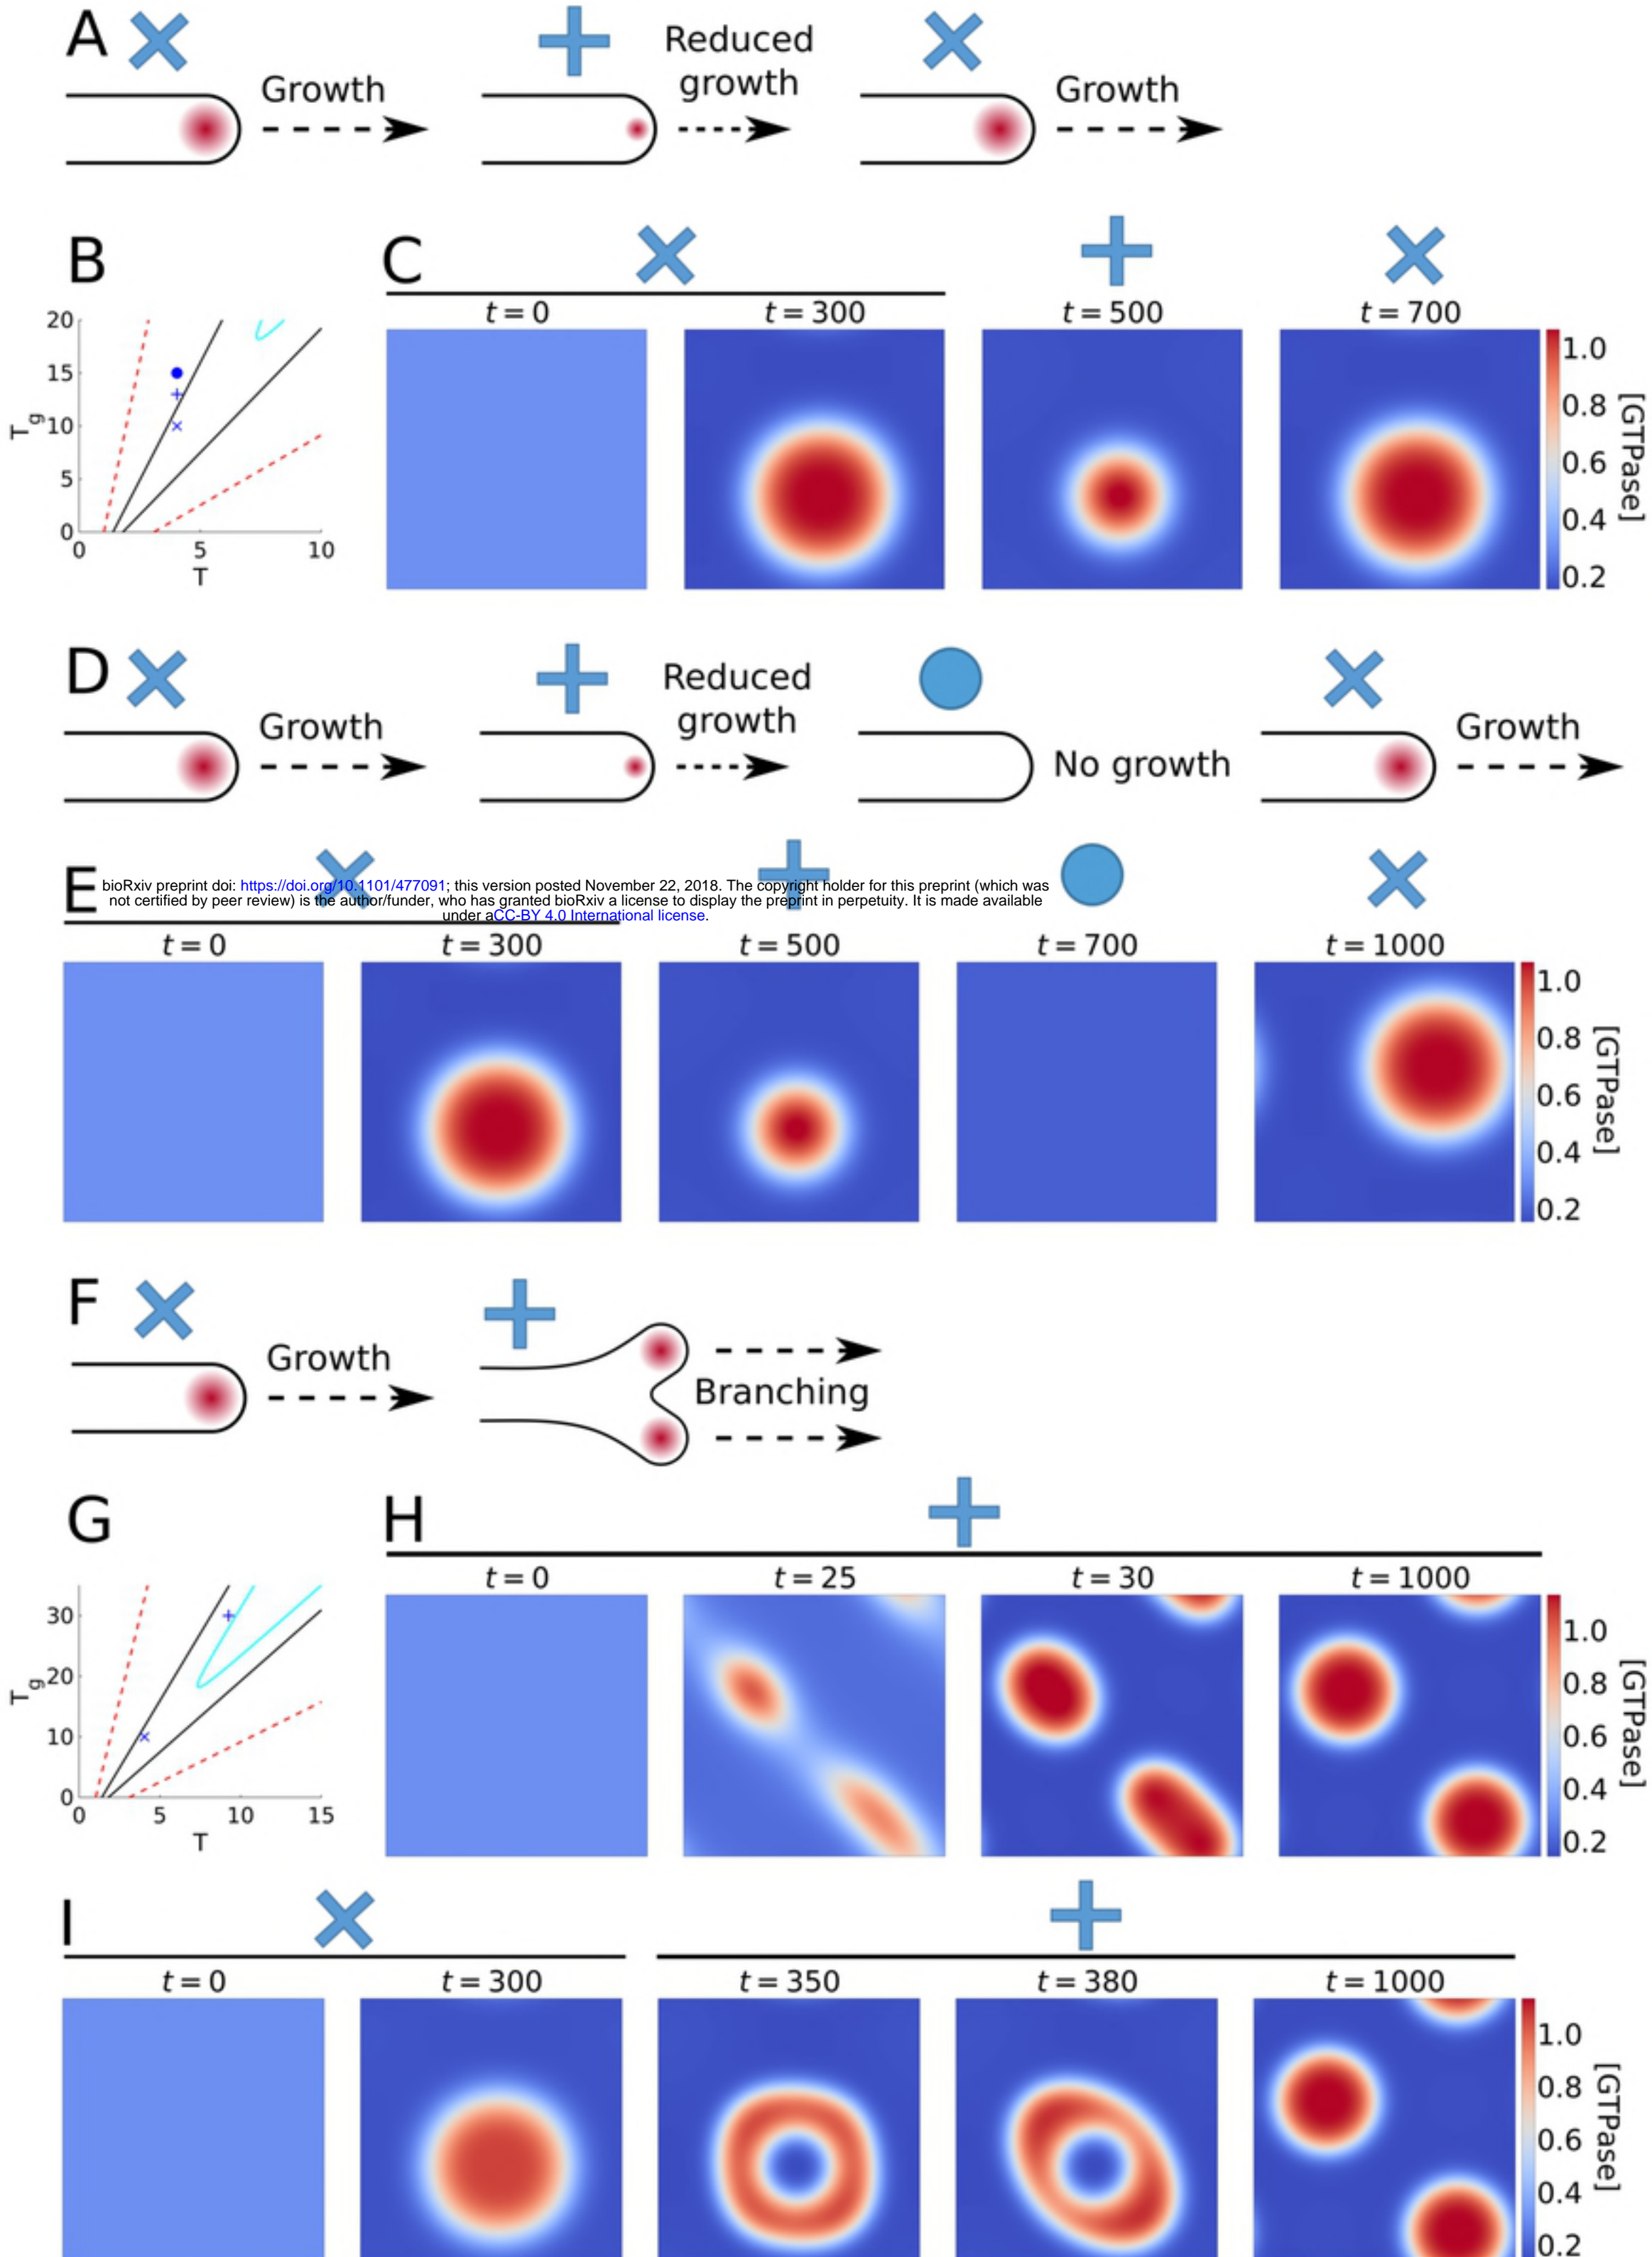 A
Growth
Reduced
growth
Growth
B
20
15
10
5
0
0
5
10
T
Tg
C
t = 0
t = 300
t = 500
t = 700
1.0
0.8
0.6
0.4
0.2
[GTPase]
D
Growth
Reduced
growth
No growth
Growth
E
bioRxiv preprint doi: https://doi.org/10.1101/477091; this version posted November 22, 2018. The copyright holder for this preprint (which was
not certified by peer review) is the author/funder, who has granted bioRxiv a license to display the preprint in perpetuity. It is made available
under aCC-BY 4.0 International license.
t = 0
t = 300
t = 500
t = 700
t = 1000
1.0
0.8
0.6
0.4
0.2
[GTPase]
F
Growth
Branching
G
30
20
10
0
0
5
10
15
T
Tg
H
t = 0
t = 25
t = 30
t = 1000
1.0
0.8
0.6
0.4
0.2
[GTPase]
I
t = 0
t = 300
t = 350
t = 380
t = 1000
1.0
0.8
0.6
0.4
0.2
[GTPase]